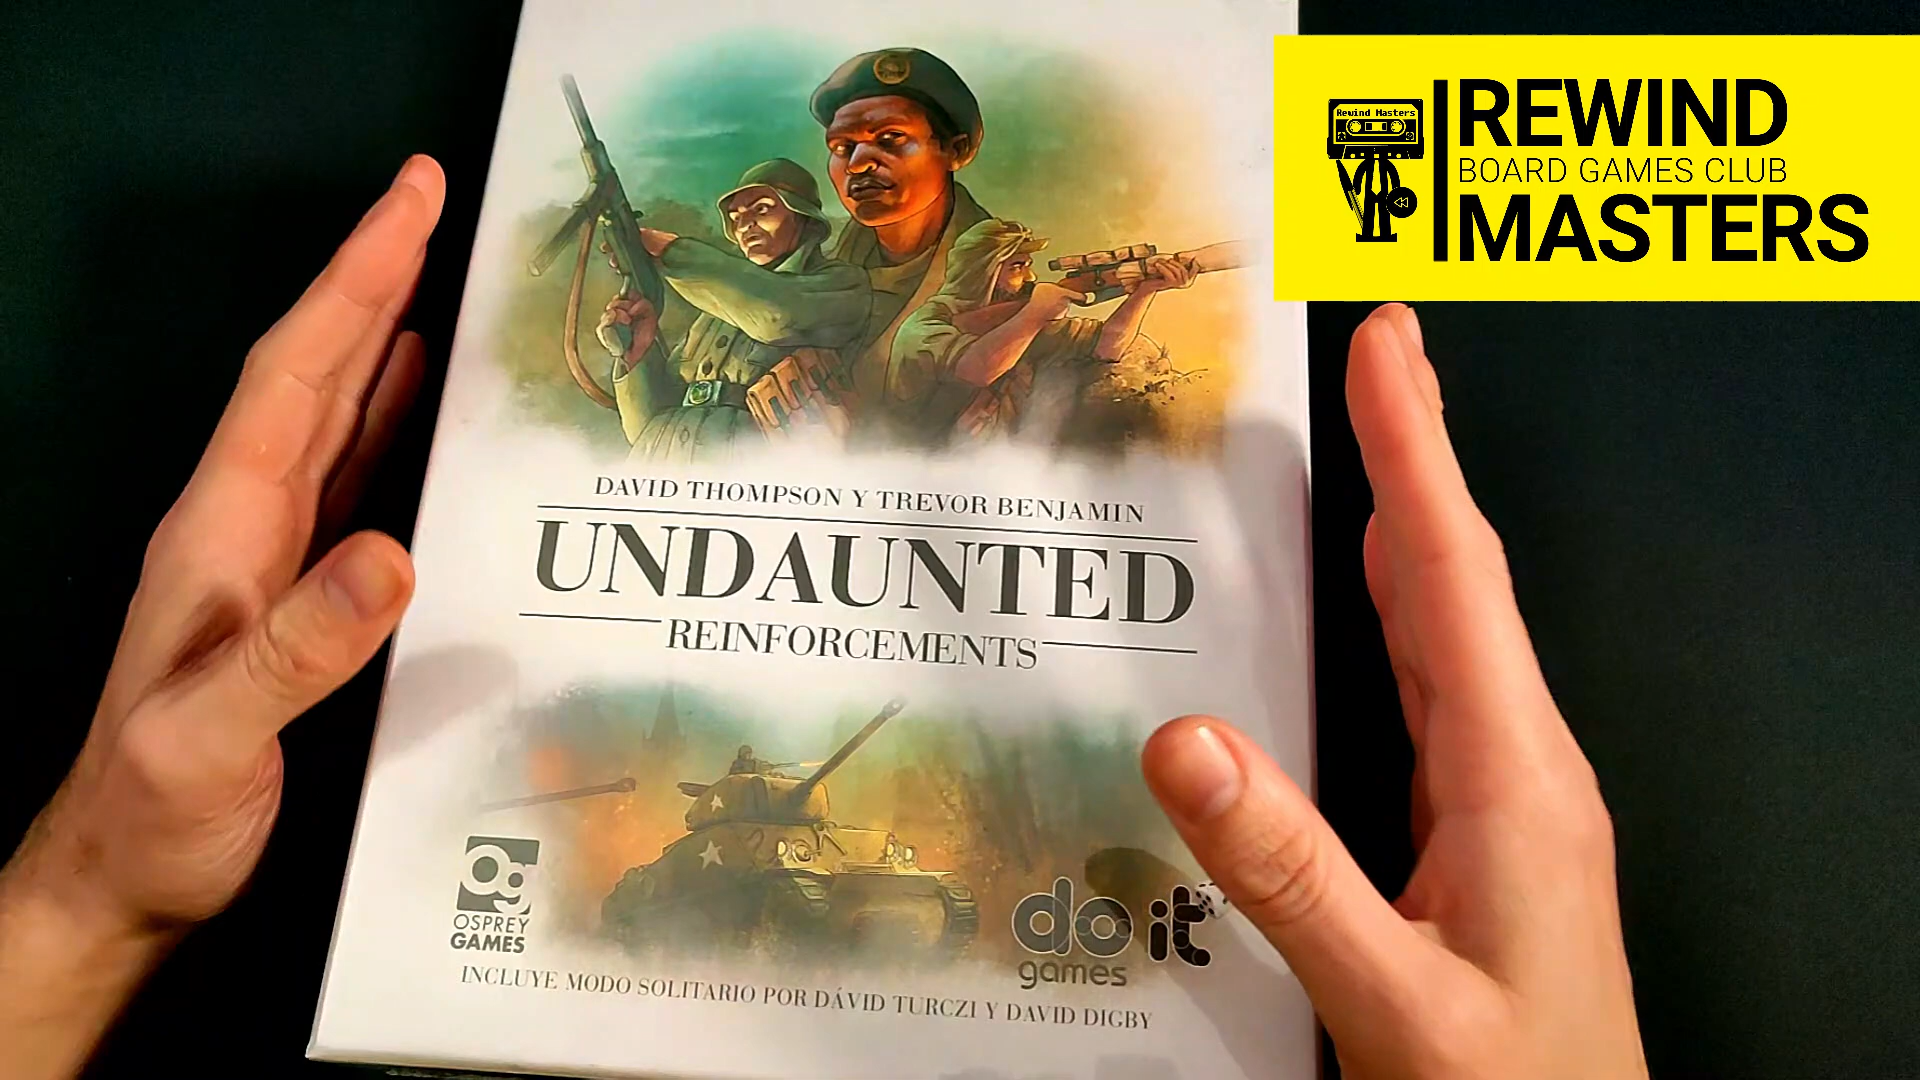 Rewind Masters
REWIND
BOARD GAMES CLUB
MASTERS
DAVID THOMPSON Y TREVOR BENJAMIN
UNDAUNTED
REINFORCEMENTS
Og
OSPREY
GAMES
do it
games
INCLUYE MODO SOLITARIO POR DÁVID TURCZI Y DAVID DIGBY